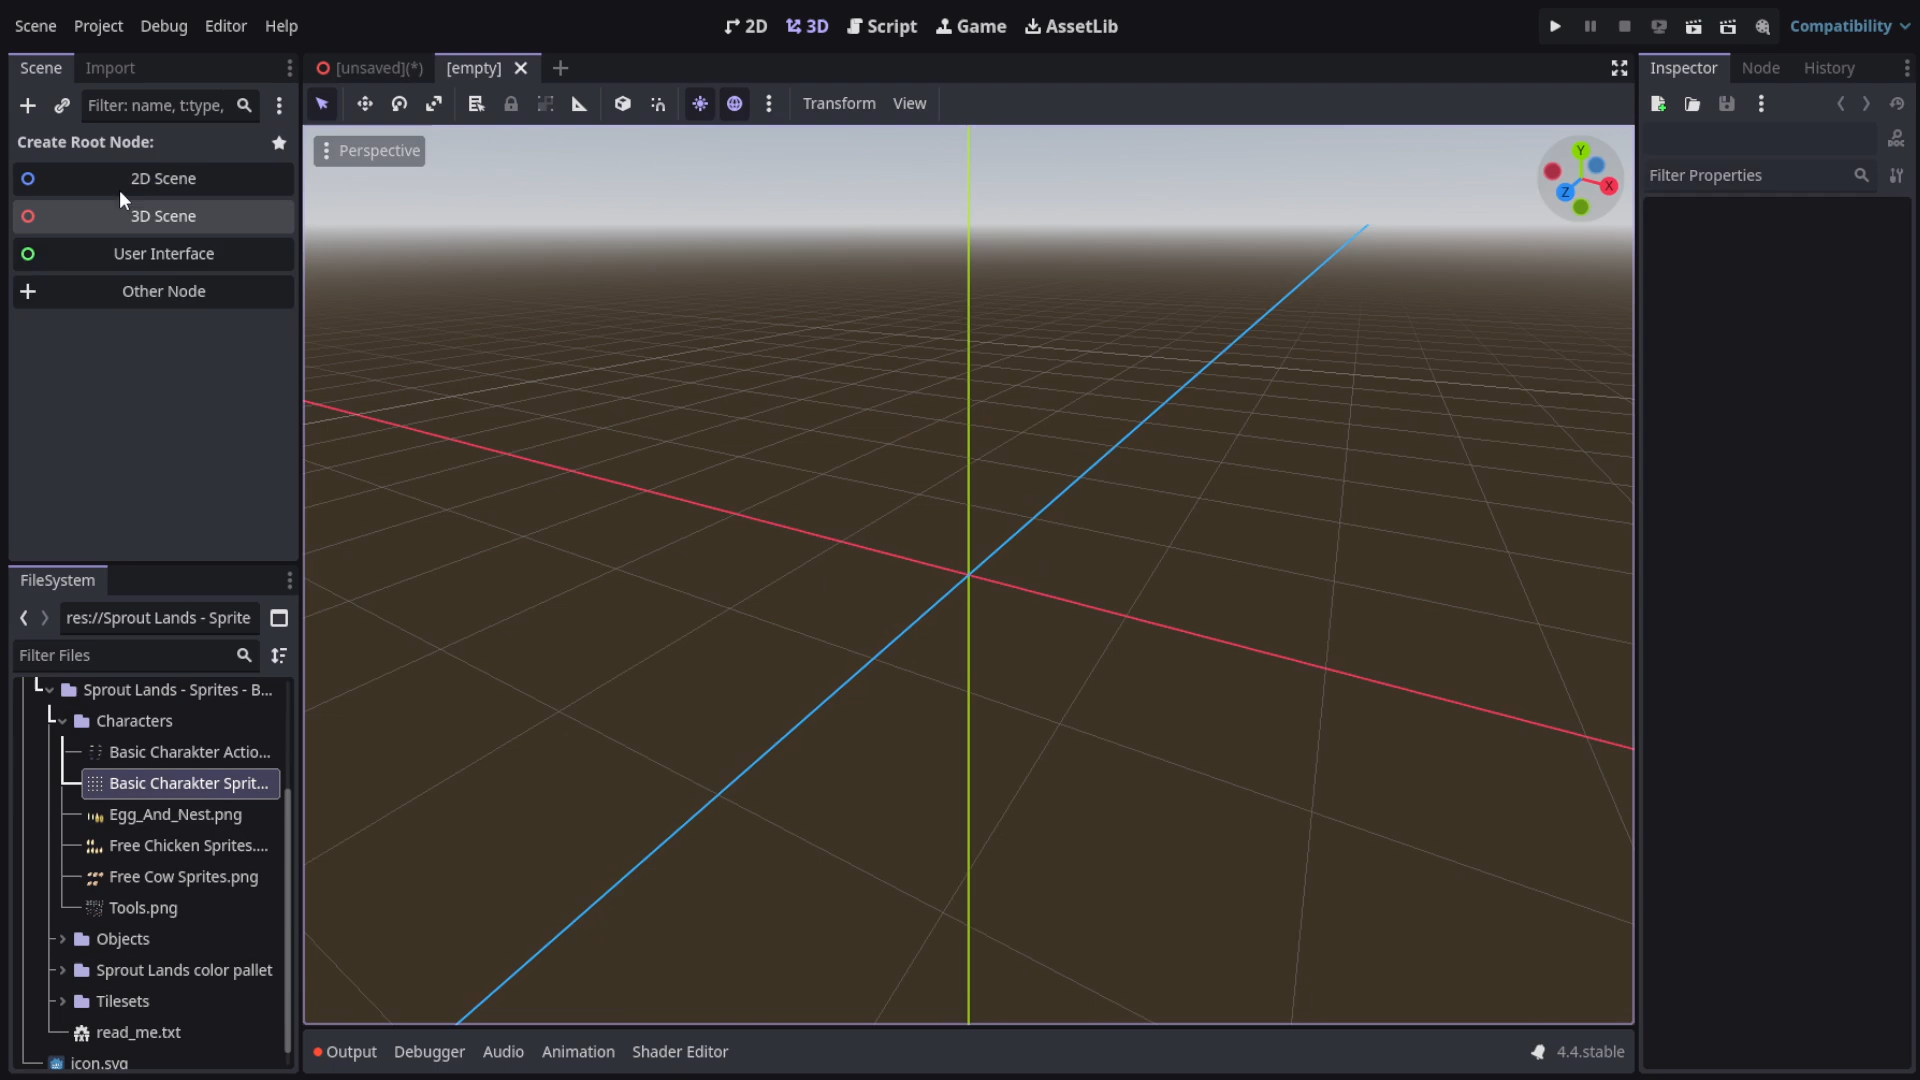 Scene Project Debug Editor Help 2D 3D Script Game AssetLib Compatibility
Scene Import [unsaved](*) [empty] Inspector Node History
Filter: name, t:type, Transform View
Create Root Node:
2D Scene
3D Scene
User Interface
Other Node
Perspective
Y
X
Z
DOC
Filter Properties
FileSystem
res://Sprout Lands - Sprite
Filter Files
Sprout Lands - Sprites - B...
Characters
Basic Charakter Actio...
Basic Charakter Sprit...
Egg_And_Nest.png
Free Chicken Sprites....
Free Cow Sprites.png
Tools.png
Objects
Sprout Lands color pallet
Tilesets
read_me.txt
icon.svg
Output Debugger Audio Animation Shader Editor 4.4.stable